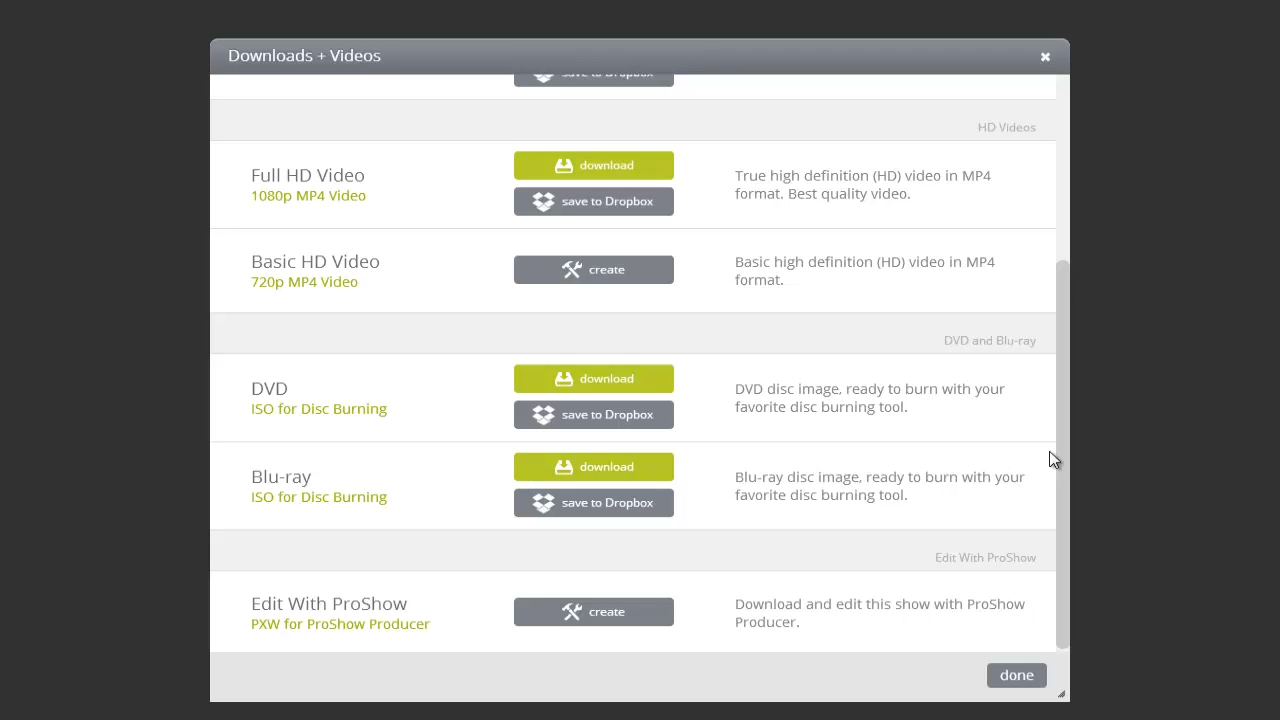 Downloads + Videos
save to Dropbox
HD Videos
Full HD Video
1080p MP4 Video
download
save to Dropbox
True high definition (HD) video in MP4
format. Best quality video.
Basic HD Video
720p MP4 Video
create
Basic high definition (HD) video in MP4
format.
DVD and Blu-ray
DVD
ISO for Disc Burning
download
save to Dropbox
DVD disc image, ready to burn with your
favorite disc burning tool.
Blu-ray
ISO for Disc Burning
download
save to Dropbox
Blu-ray disc image, ready to burn with your
favorite disc burning tool.
Edit With ProShow
Edit With ProShow
PXW for ProShow Producer
create
Download and edit this show with ProShow
Producer.
done